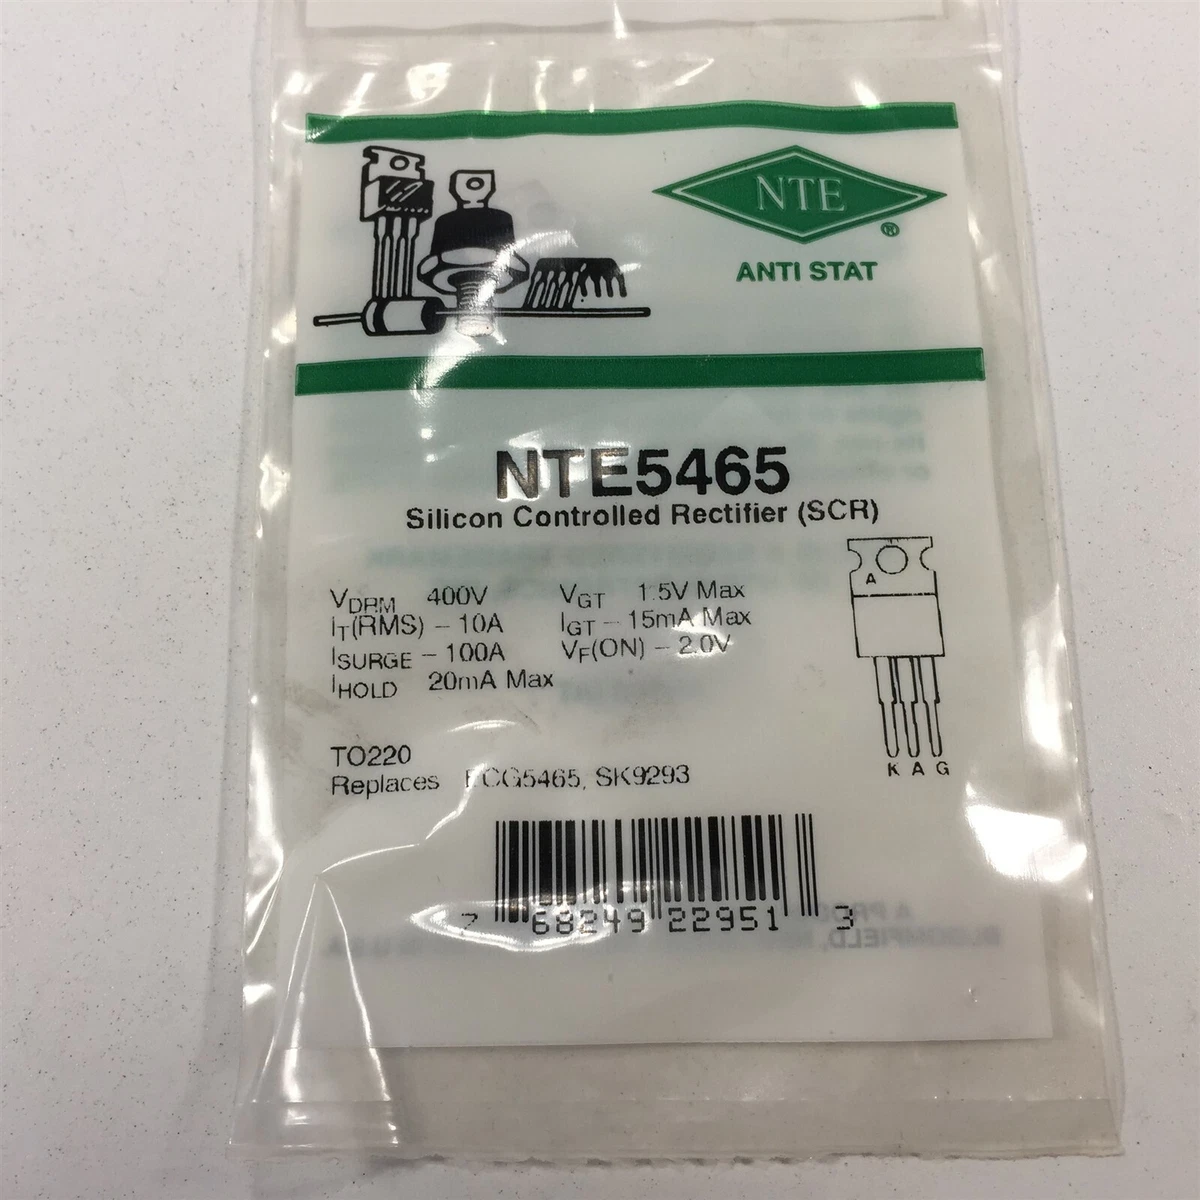 NTE
®
ANTI STAT
NTE5465
Silicon Controlled Rectifier (SCR)
A
VDRM 400V VGT 1.5V Max
IT(RMS) – 10A IGT – 15mA Max
ISURGE – 100A VF(ON) – 2.0V
IHOLD 20mA Max
TO220
Replaces ECG5465, SK9293
K A G
7 68249 22951 3